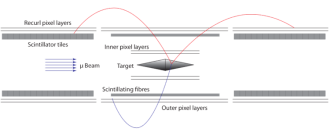 Recurl pixel layers
Scintillator tiles
Inner pixel layers
μ Beam
Target
Scintillating fibres
Outer pixel layers